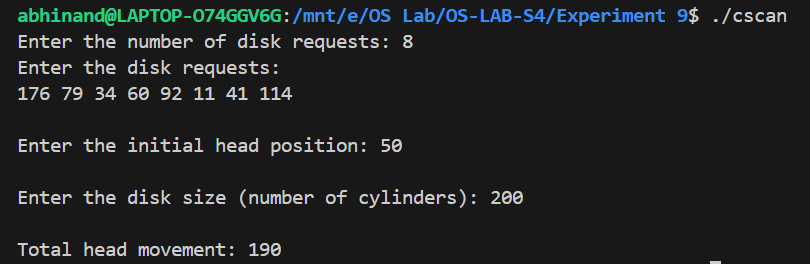 abhinand@LAPTOP-O74GGV6G:/mnt/e/OS Lab/OS-LAB-S4/Experiment 9$ ./cscan
Enter the number of disk requests: 8
Enter the disk requests:
176 79 34 60 92 11 41 114
Enter the initial head position: 50
Enter the disk size (number of cylinders): 200
Total head movement: 190